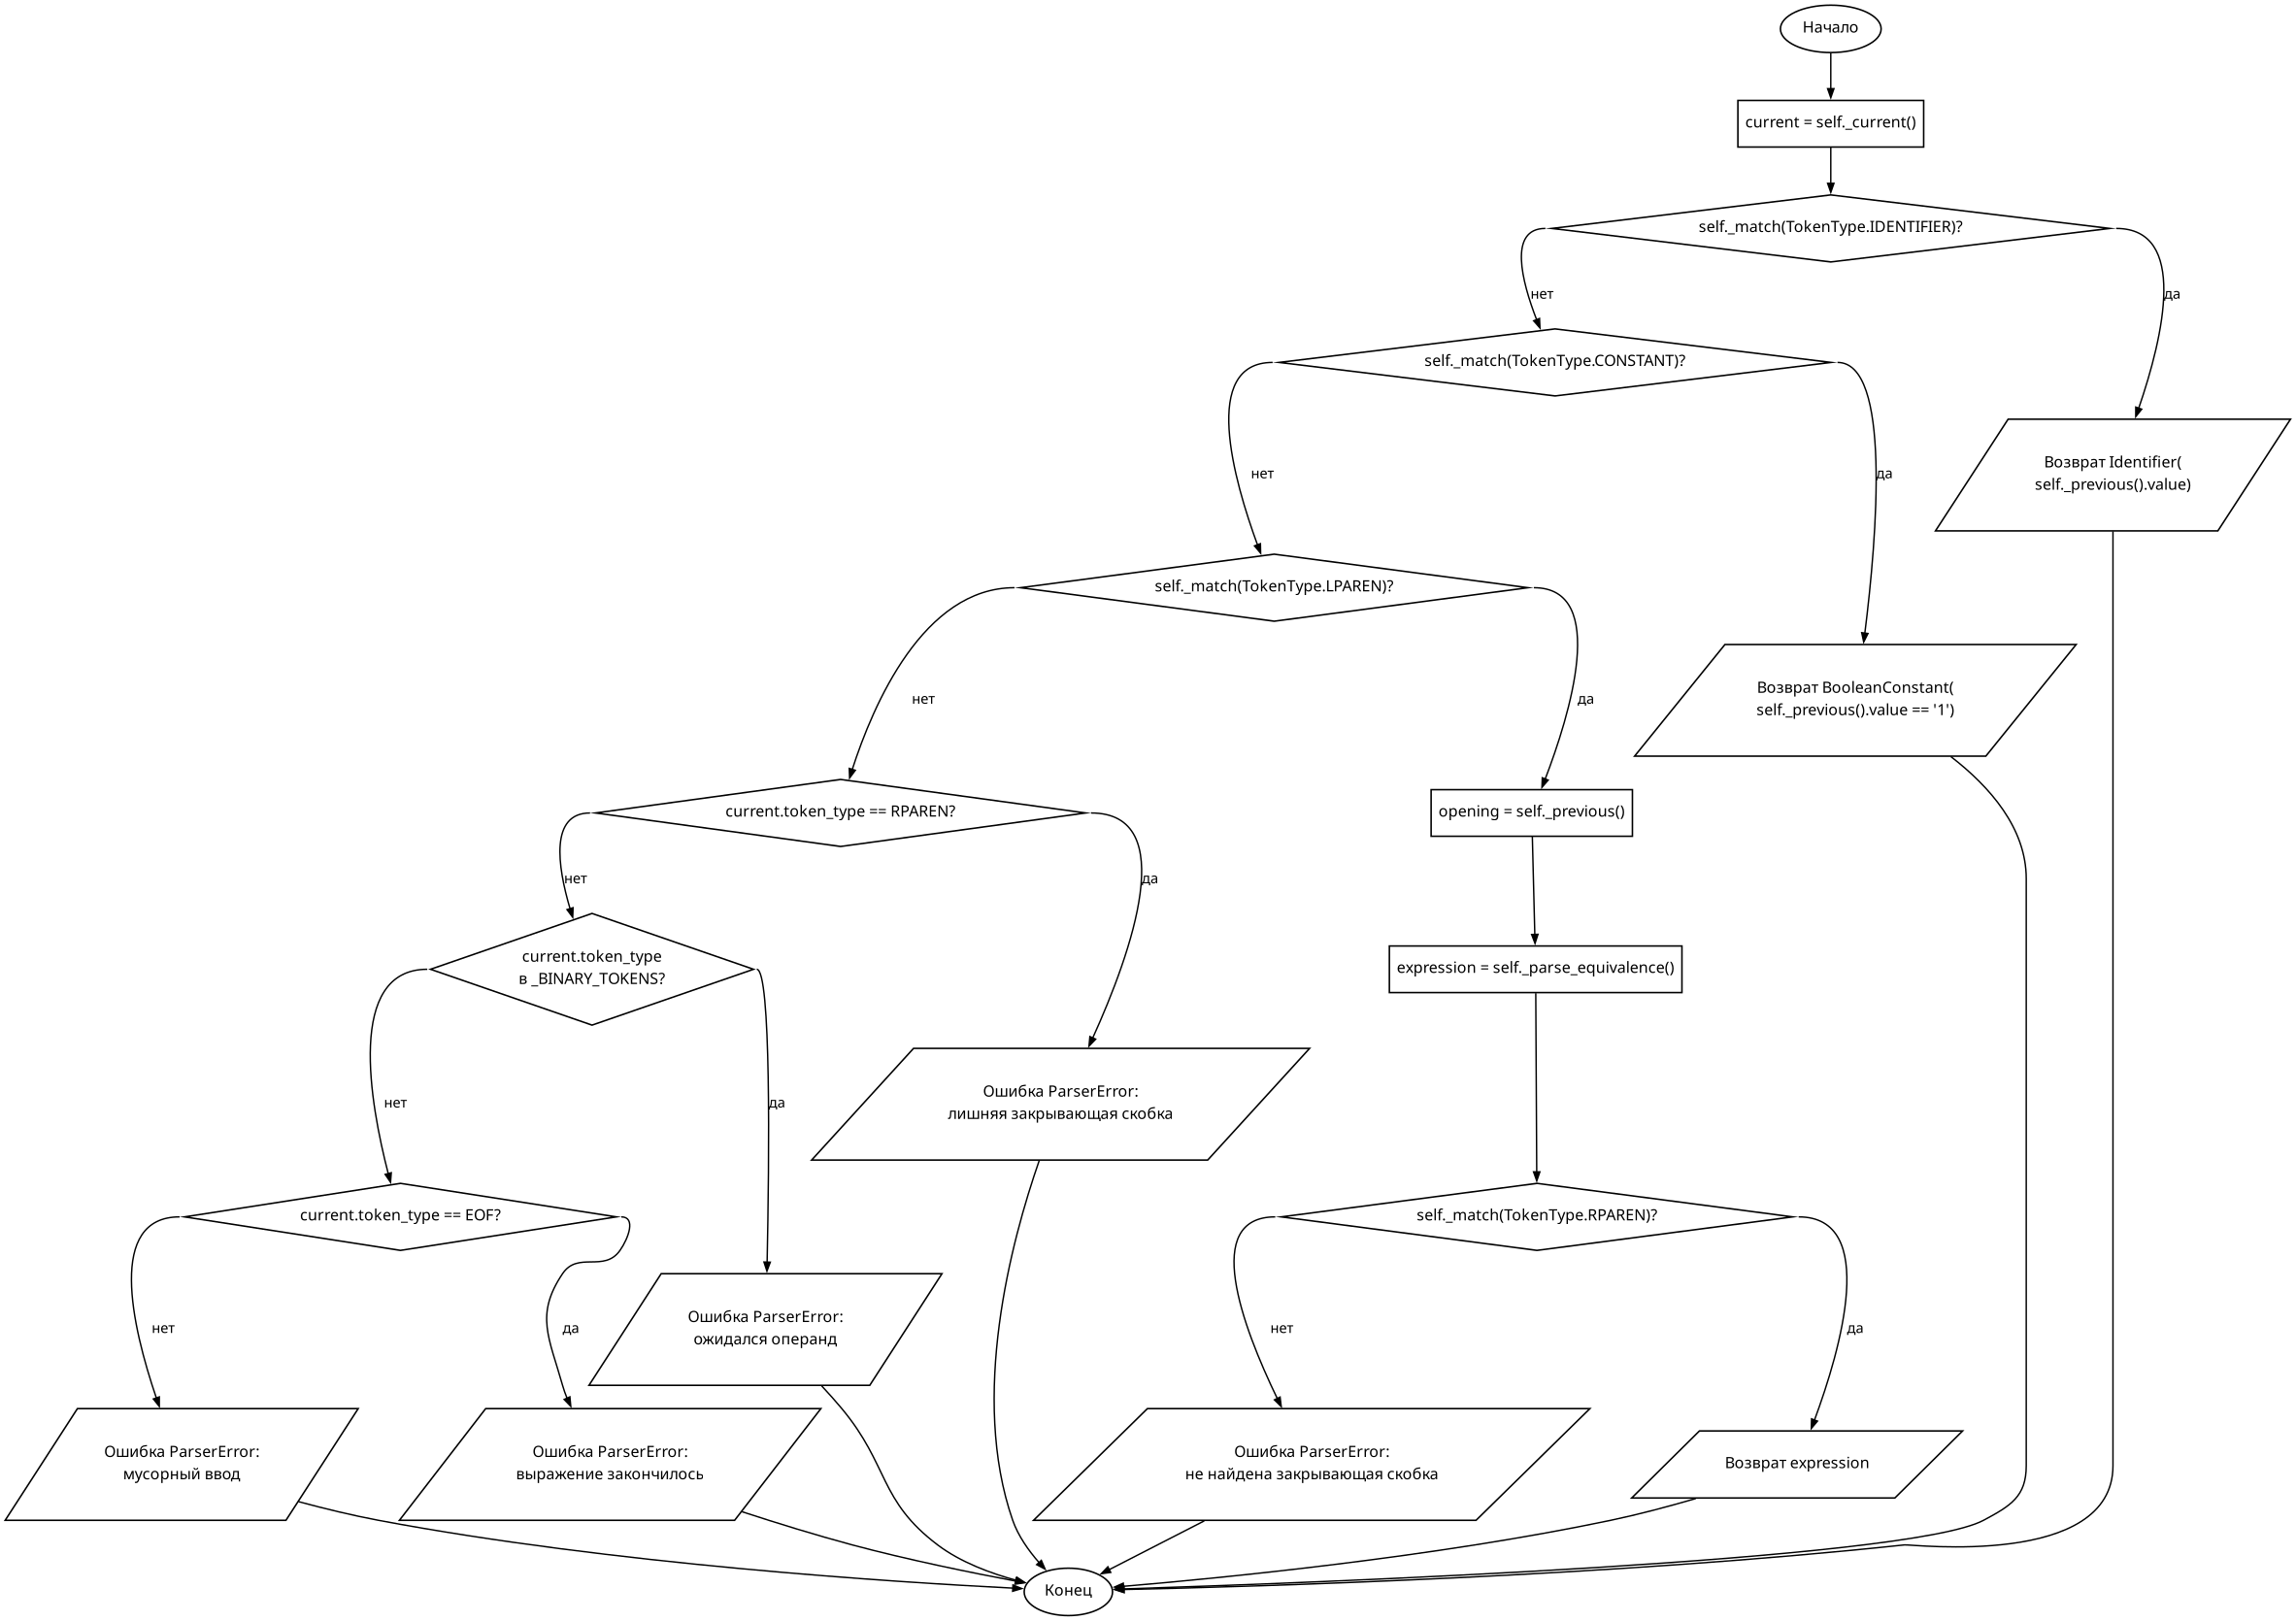 Начало
current = self._current()
self._match(TokenType.IDENTIFIER)?
нет
да
self._match(TokenType.CONSTANT)?
нет
да
Возврат Identifier(
self._previous().value)
self._match(TokenType.LPAREN)?
нет
да
Возврат BooleanConstant(
self._previous().value == '1')
current.token_type == RPAREN?
opening = self._previous()
нет
да
current.token_type
в _BINARY_TOKENS?
expression = self._parse_equivalence()
нет
да
Ошибка ParserError:
лишняя закрывающая скобка
current.token_type == EOF?
self._match(TokenType.RPAREN)?
нет
да
Ошибка ParserError:
ожидался операнд
нет
да
Ошибка ParserError:
мусорный ввод
Ошибка ParserError:
выражение закончилось
Ошибка ParserError:
не найдена закрывающая скобка
Возврат expression
Конец